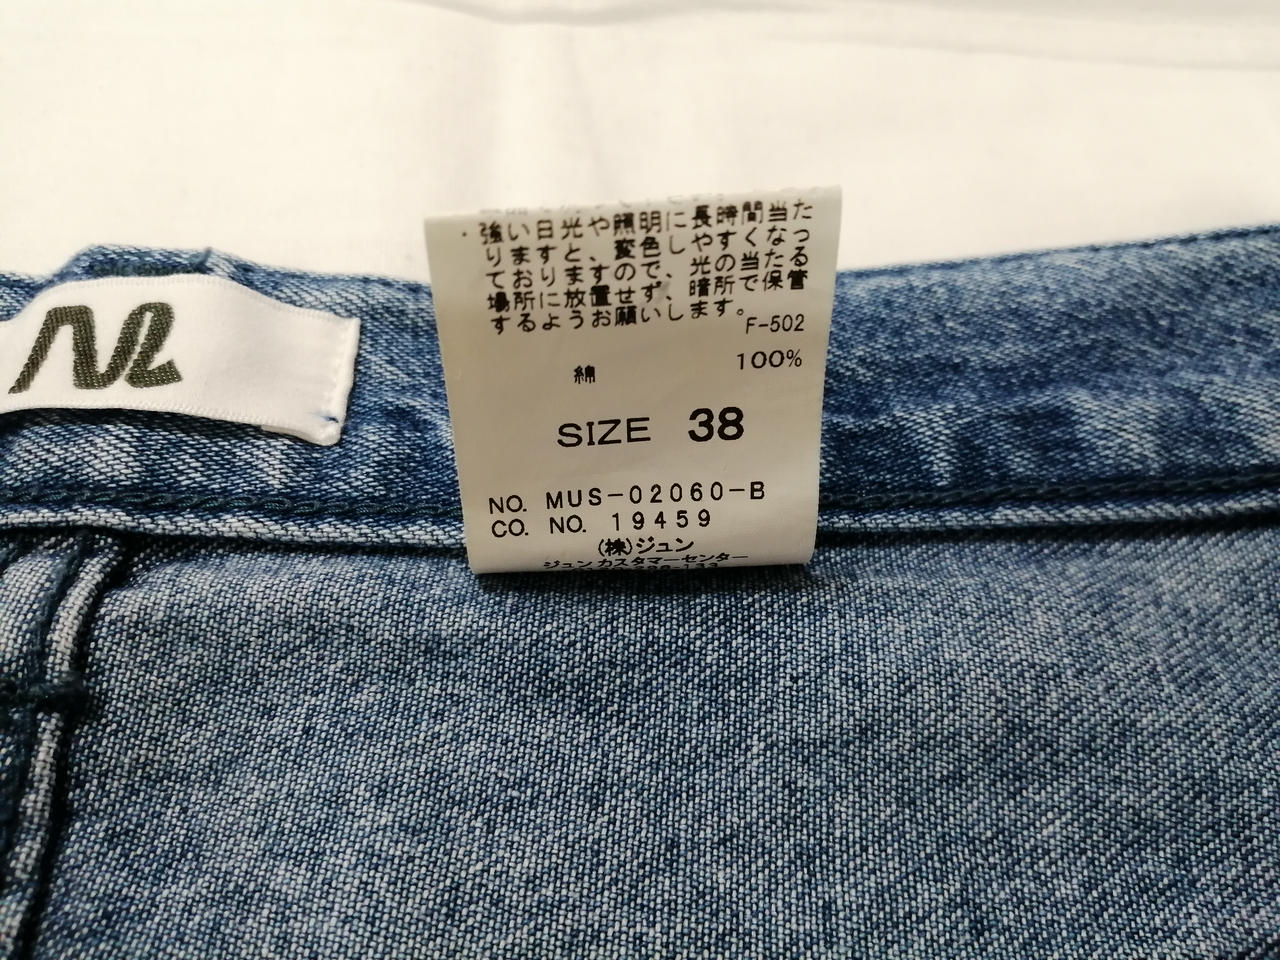 ・強い日光や照明に長時間当た
りますと、変色しやすくなっ
ておりますので、光の当たる
場所に放置せず、暗所で保管
するようお願いします。
F-502
綿 100%
SIZE 38
NO. MUS-02060-B
CO. NO. 19459
(株)ジュン
ジュン カスタマーセンター